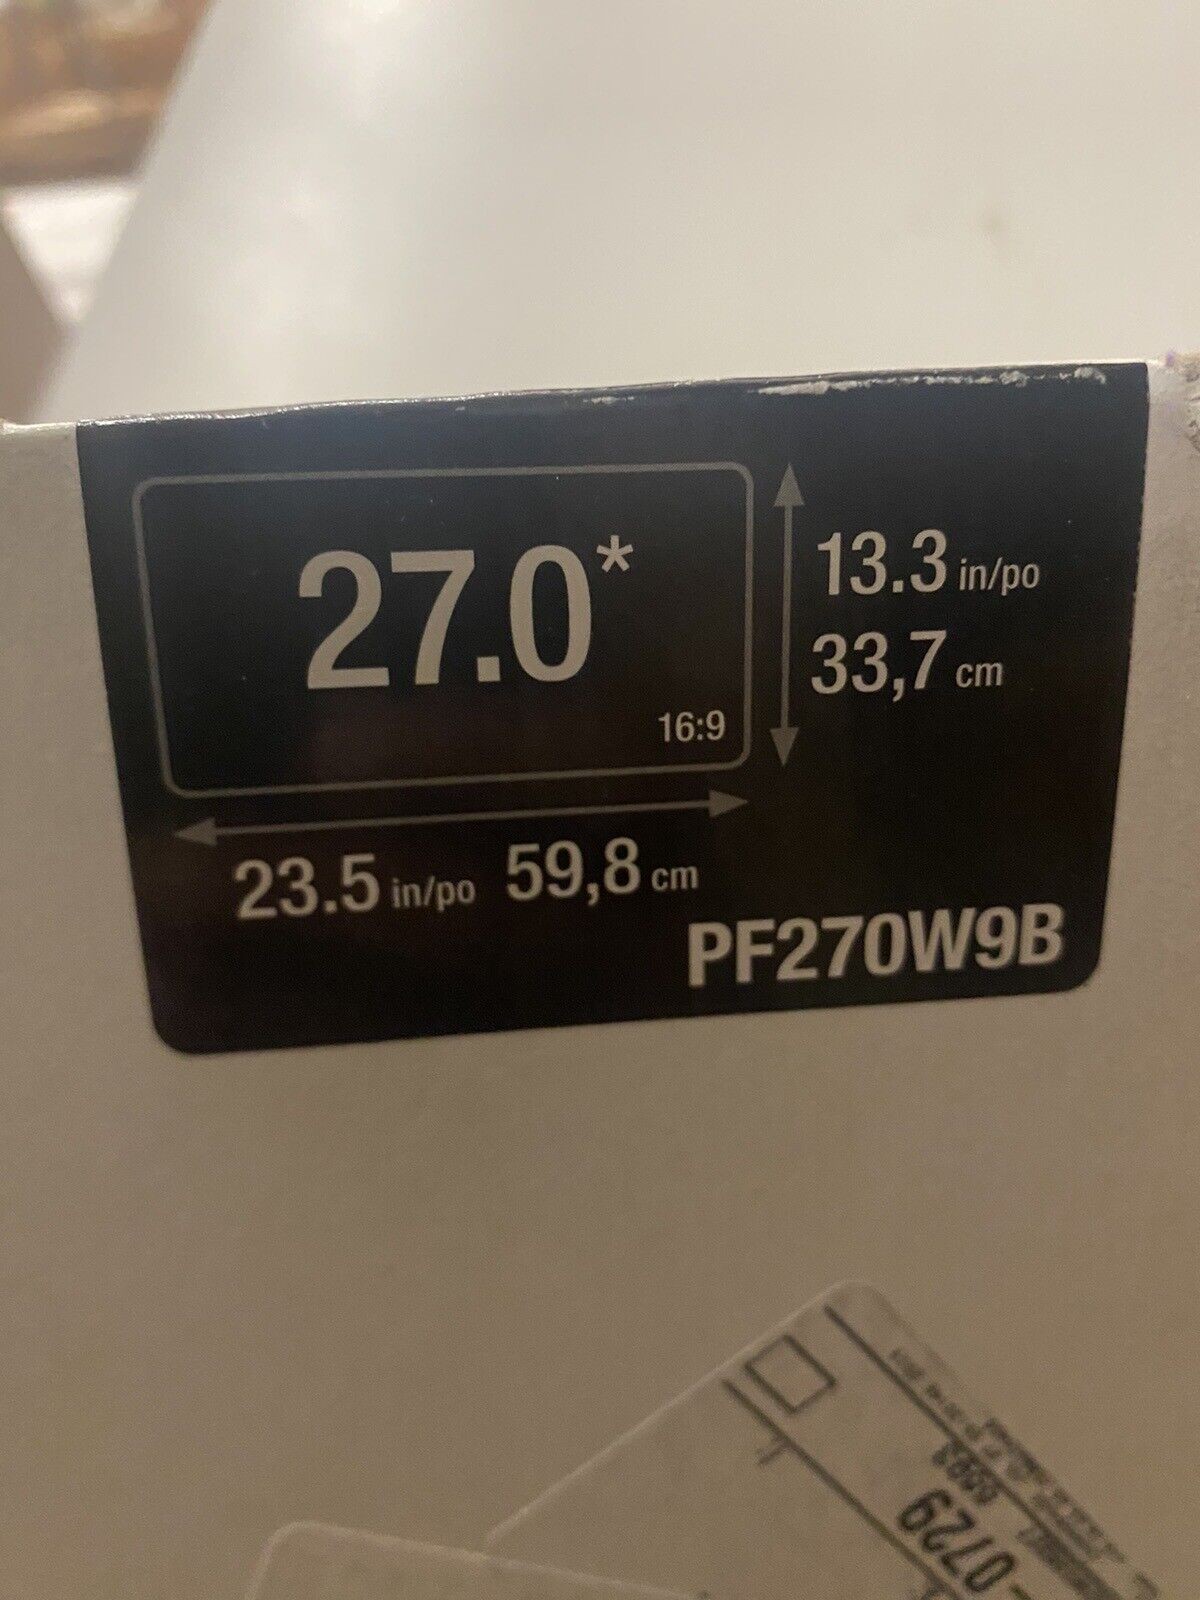 27.0*
16:9
13.3 in/po
33,7 cm
23.5 in/po 59,8 cm
PF270W9B
0729